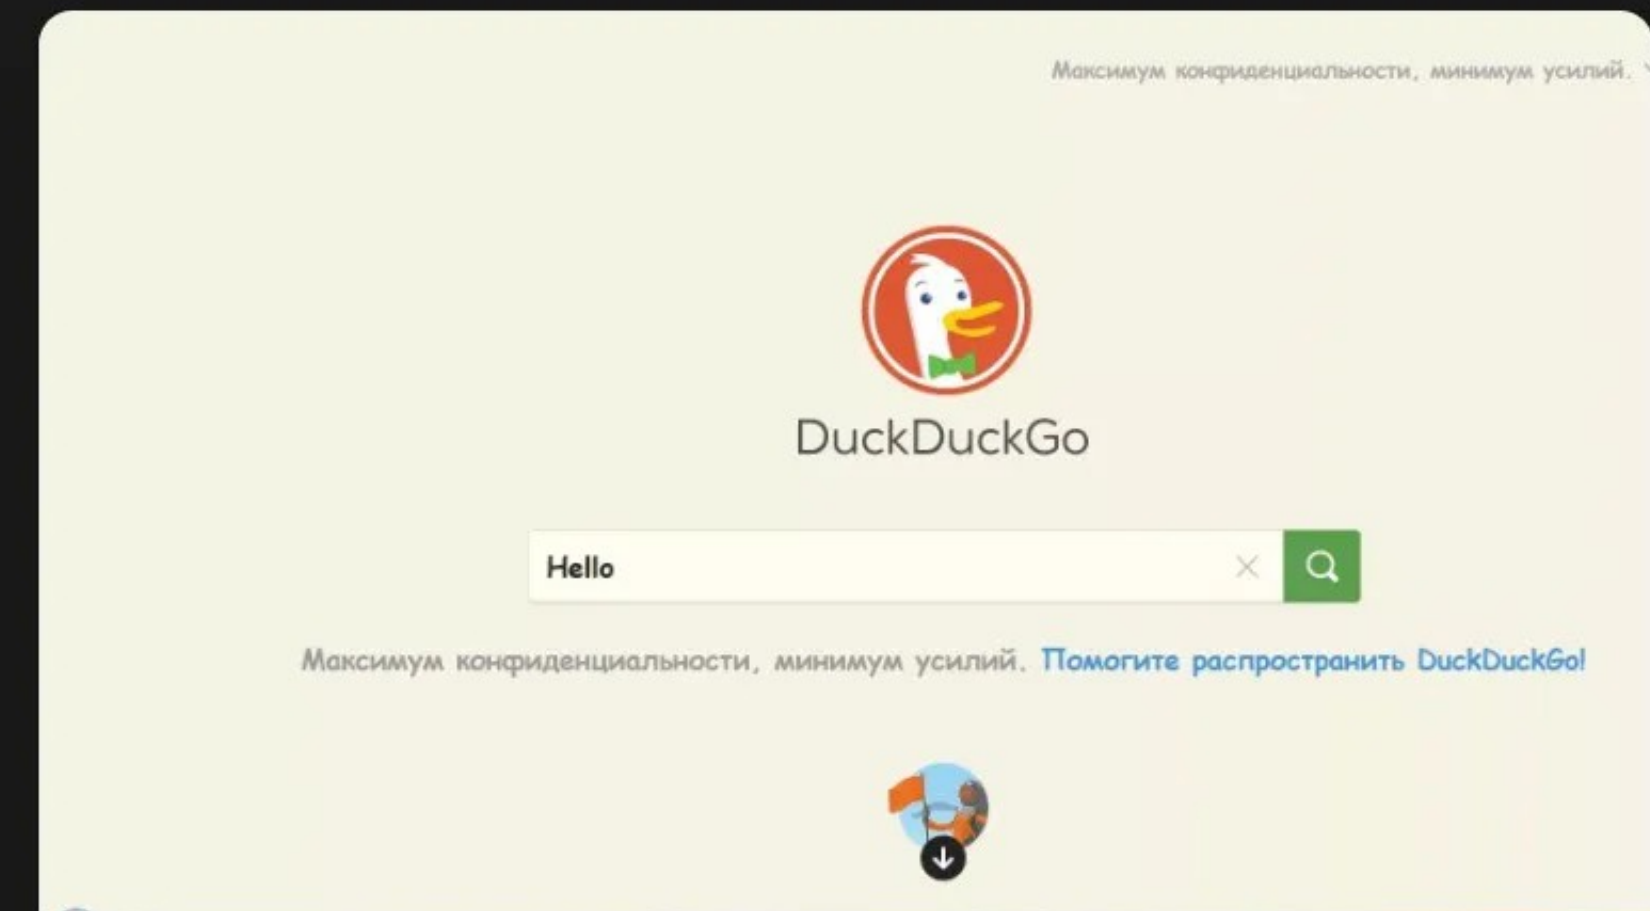 Максимум конфиденциальности, минимум усилий.
DuckDuckGo
Hello
Максимум конфиденциальности, минимум усилий. Помогите распространить DuckDuckGo!